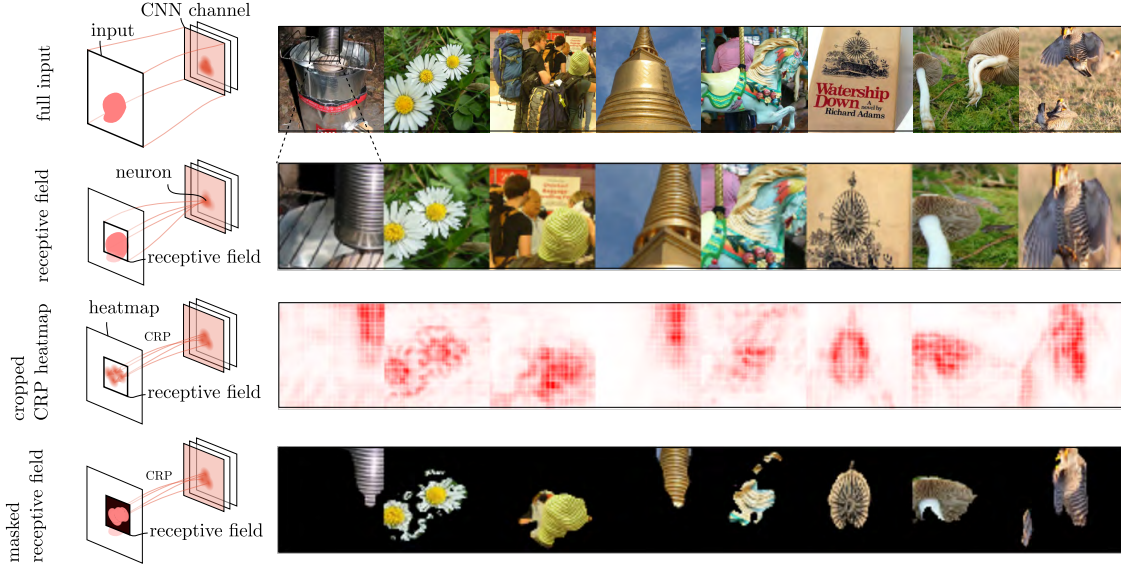 CNN channel
input
full input
Watership
Down
A
novel by
Richard Adams
neuron
receptive field
receptive field
heatmap
CRP
receptive field
cropped
CRP heatmap
CRP
receptive field
masked
receptive field